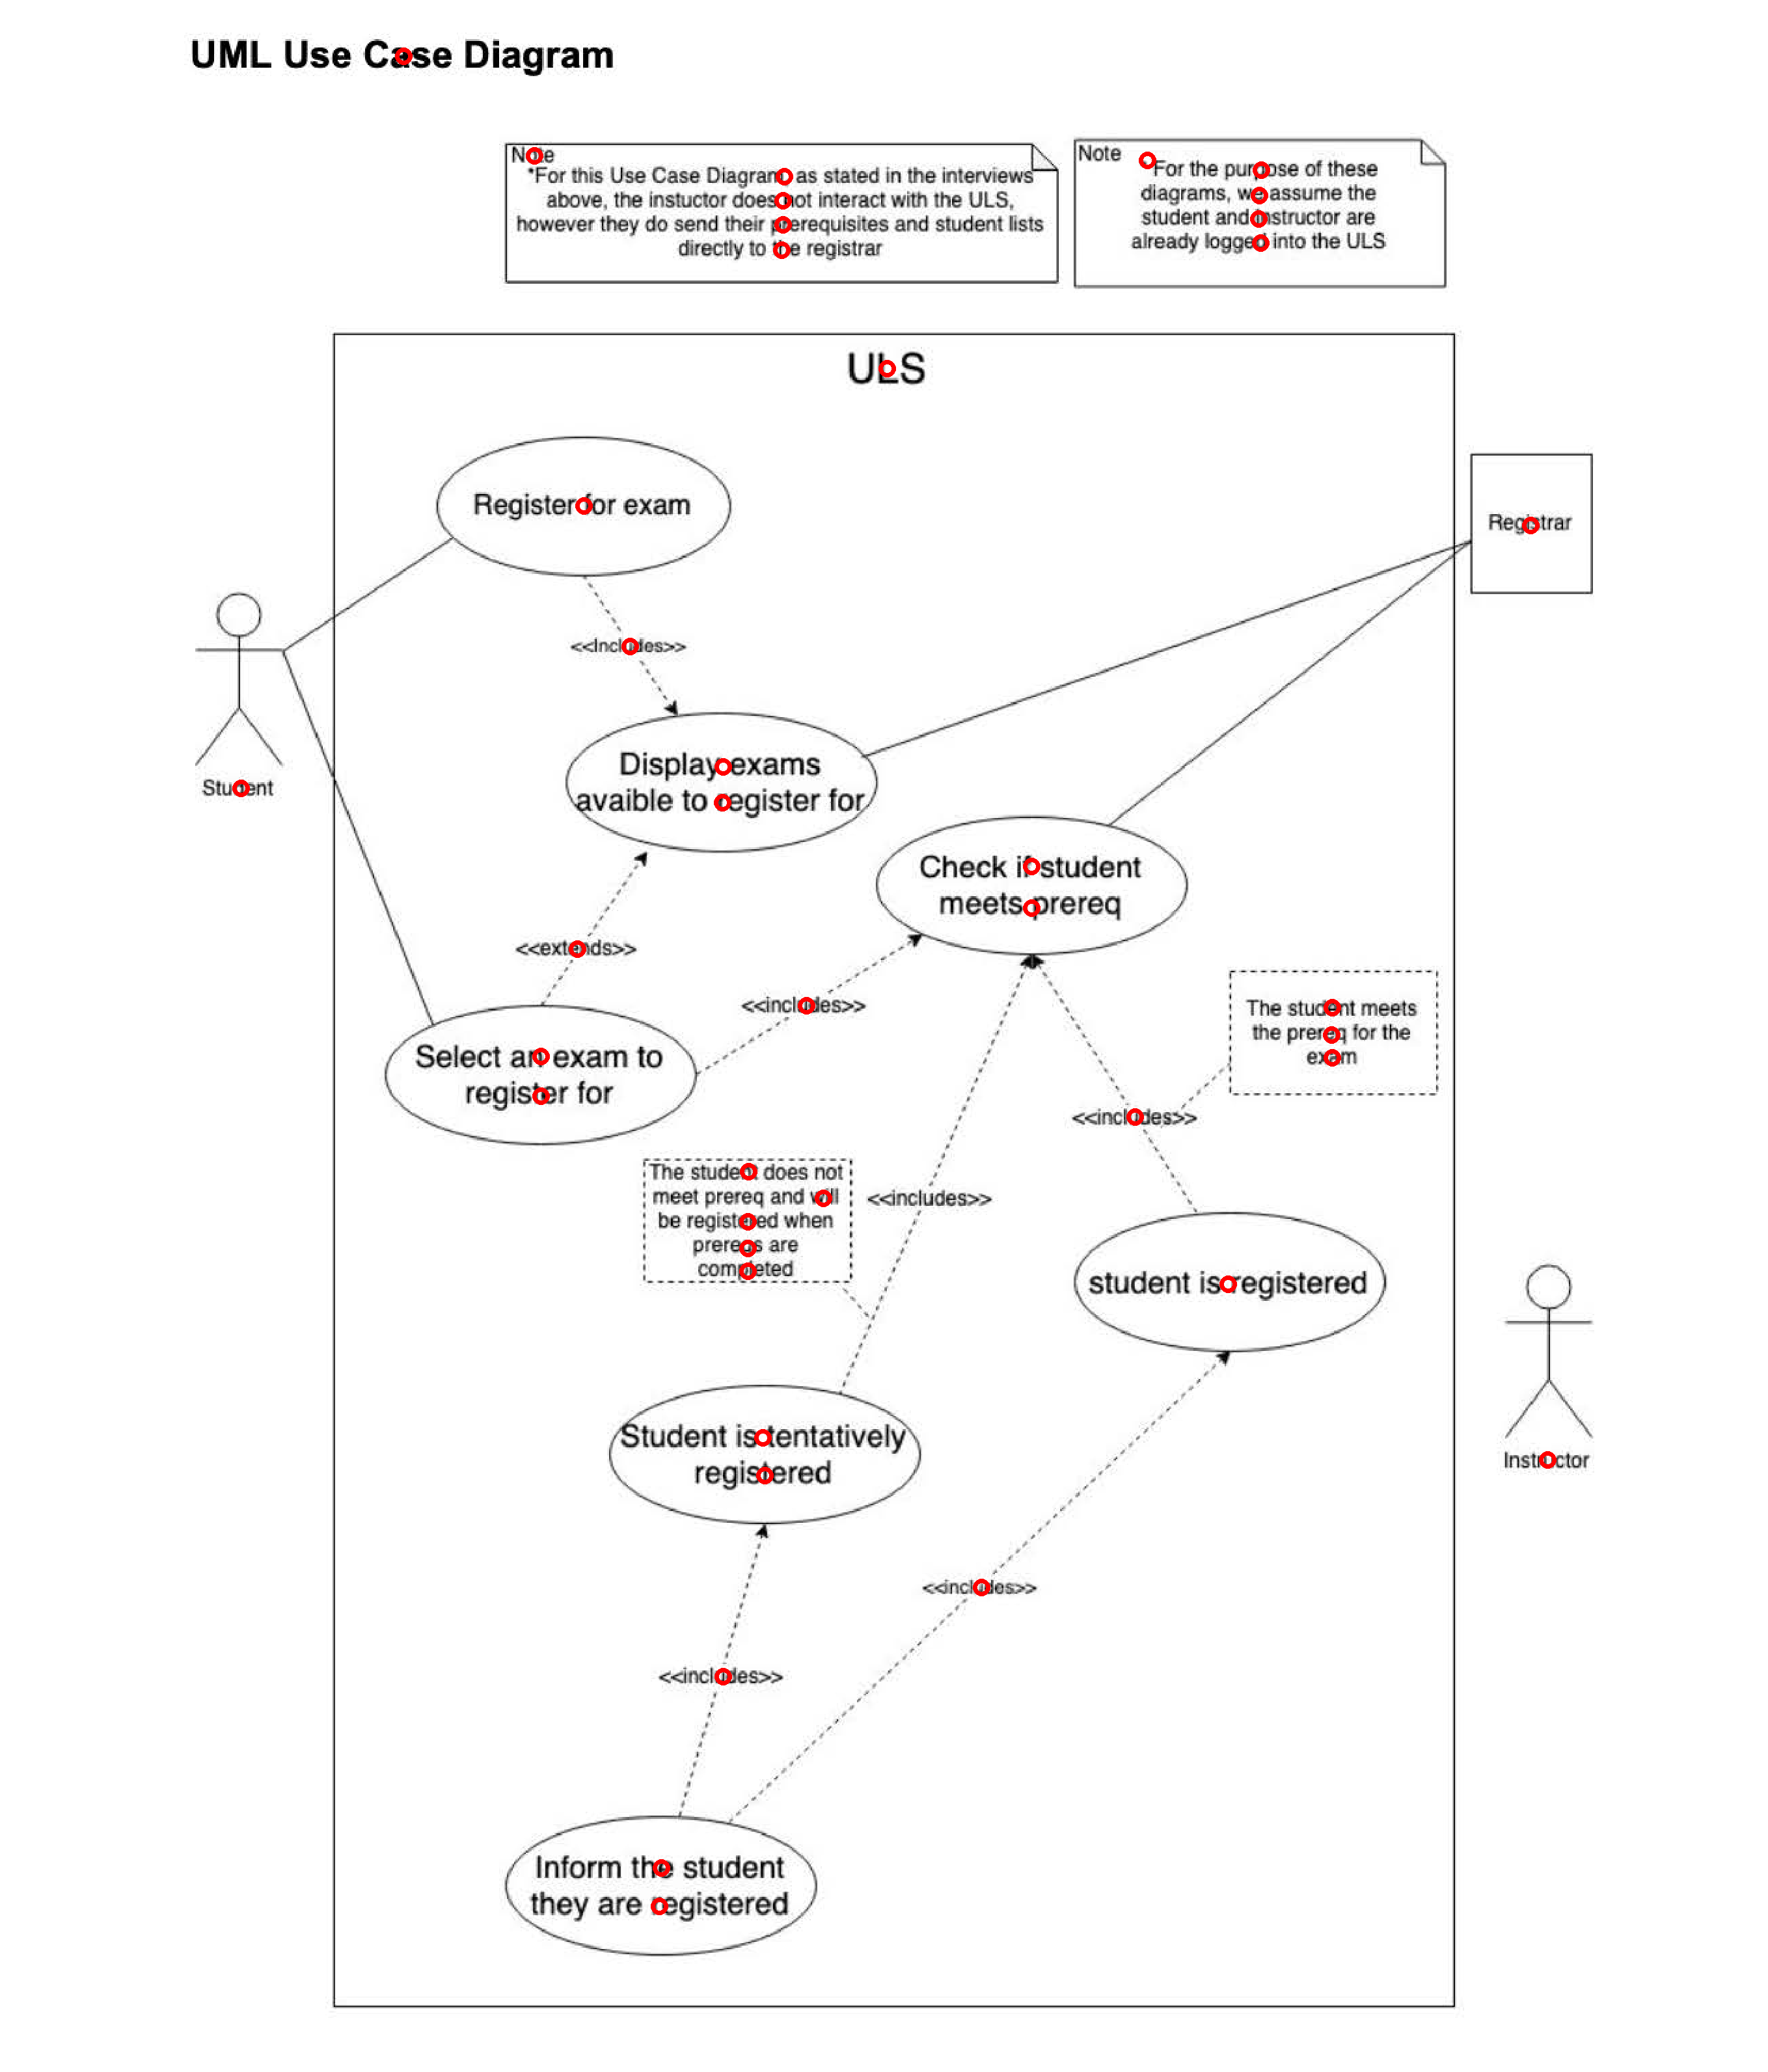 UML Use Case Diagram
Note
*For this Use Case Diagram, as stated in the interviews
above, the instuctor does not interact with the ULS,
however they do send their prerequisites and student lists
directly to the registrar
Note
*For the purpose of these
diagrams, we assume the
student and instructor are
already logged into the ULS
ULS
Register for exam
Registrar
<<Includes>>
Student
Display exams
avaible to register for
Check if student
meets prereq
<<extends>>
<<includes>>
The student meets
the prereq for the
exam
Select an exam to
register for
<<includes>>
The student does not
meet prereq and will
be registered when
prereqs are
completed
<<includes>>
student is registered
Student is tentatively
registered
Instructor
<<includes>>
<<includes>>
Inform the student
they are registered